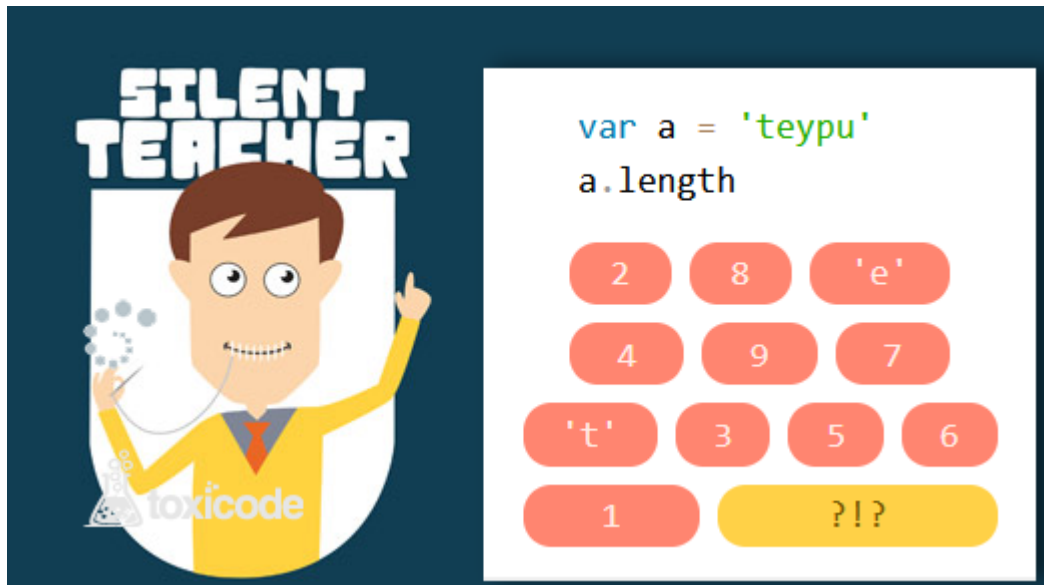 SILENT
TEACHER
toxicode
var a = 'teypu'
a.length
2 8 'e'
4 9 7
't' 3 5 6
1 ?!?